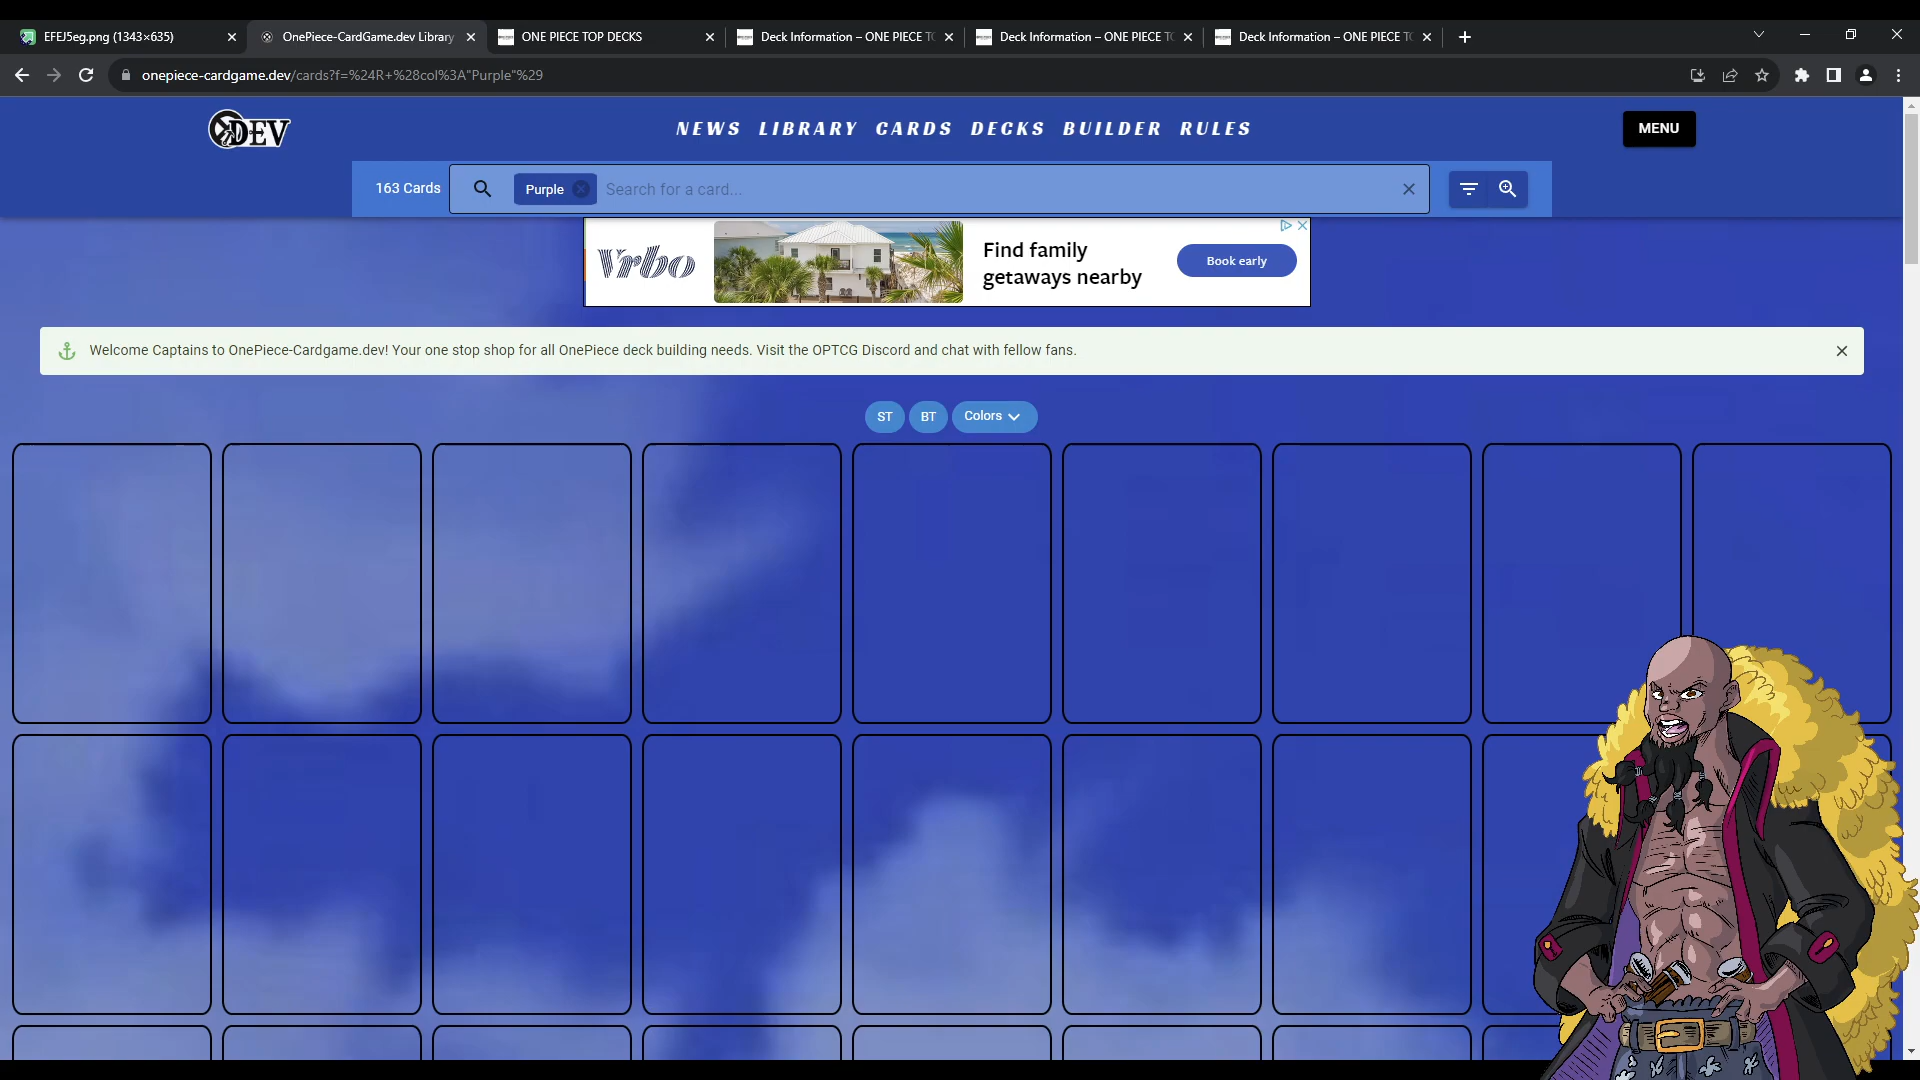 EFEJ5eg.png (1343×635)
OnePiece-CardGame.dev Library
ONE PIECE TOP DECKS
Deck Information – ONE PIECE TO
Deck Information – ONE PIECE TO
Deck Information – ONE PIECE TO
onepiece-cardgame.dev/cards?f=%24R+%28col%3A"Purple"%29
DEV
NEWS LIBRARY CARDS DECKS BUILDER RULES
MENU
163 Cards
Purple
Search for a card...
Vrbo
Find family
getaways nearby
Book early
Welcome Captains to OnePiece-Cardgame.dev! Your one stop shop for all OnePiece deck building needs. Visit the OPTCG Discord and chat with fellow fans.
ST BT Colors